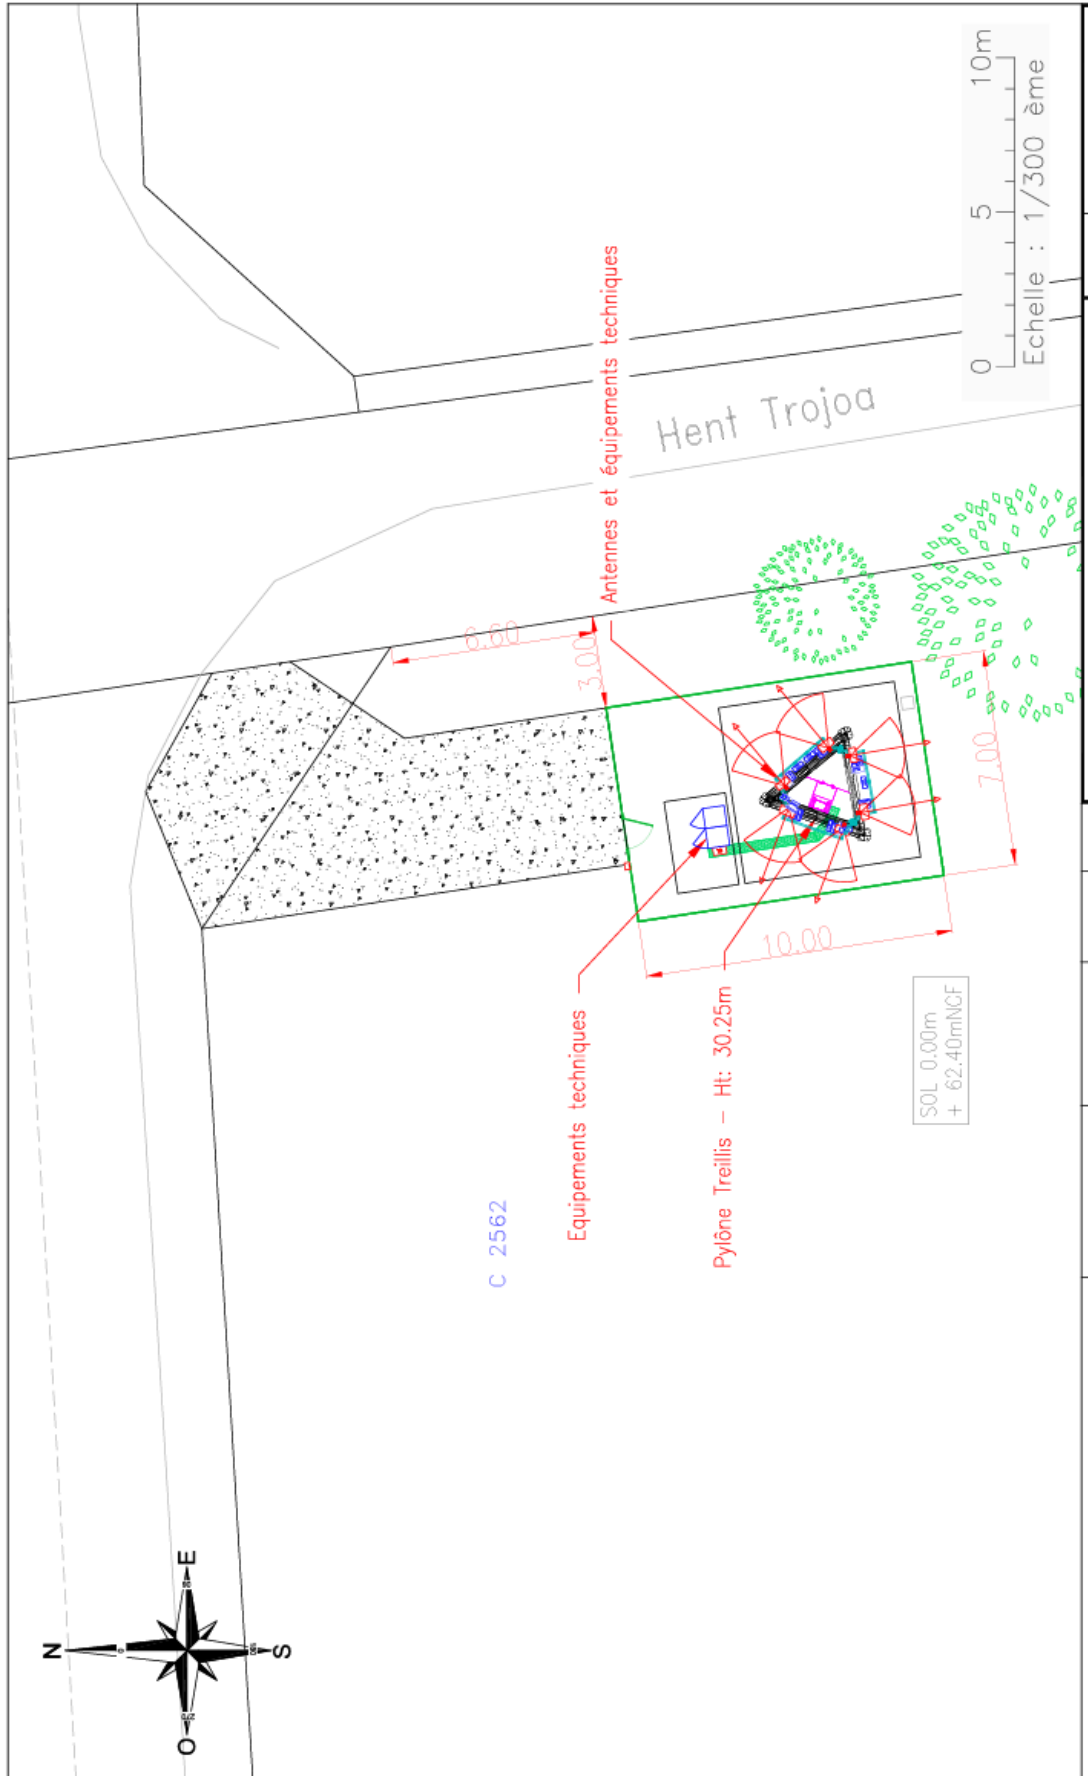 10m
5
0
Echelle : 1/300 ème
Antennes et équipements techniques
Hent Trojoa
6.60
3.00
7.00
10.00
Equipements techniques
Pylône Treillis - Ht: 30.25m
SOL 0.00m
+ 62.40mNCF
C 2562
N
E
S
O